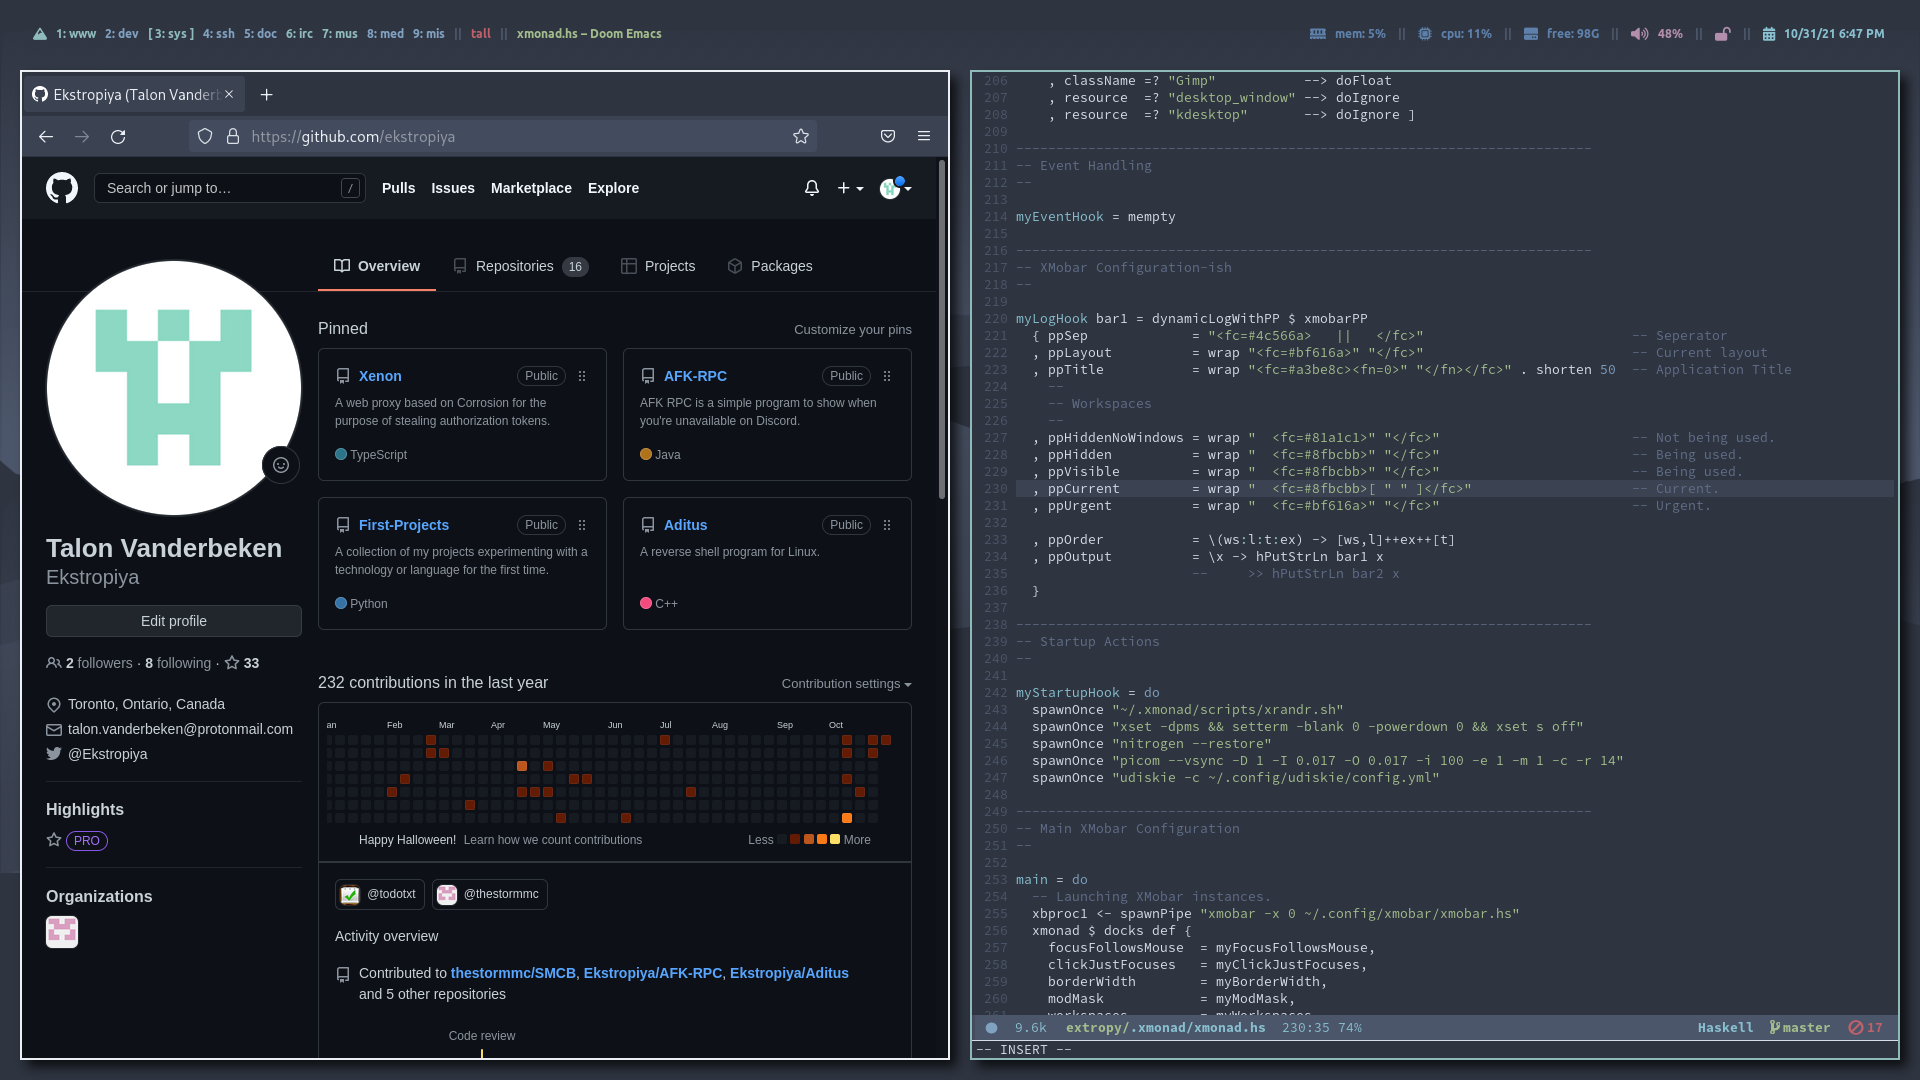 1: www 2: dev [ 3: sys ] 4: ssh 5: doc 6: irc 7: mus 8: med 9: mis || tall || xmonad.hs – Doom Emacs
mem: 5% || cpu: 11% || free: 98G || 48% || || 10/31/21 6:47 PM
Ekstropiya (Talon Vanderb
https://github.com/ekstropiya
Search or jump to… / Pulls Issues Marketplace Explore
Overview Repositories 16 Projects Packages
Pinned Customize your pins
Xenon Public
A web proxy based on Corrosion for the
purpose of stealing authorization tokens.
TypeScript
AFK-RPC Public
AFK RPC is a simple program to show when
you're unavailable on Discord.
Java
First-Projects Public
A collection of my projects experimenting with a
technology or language for the first time.
Python
Aditus Public
A reverse shell program for Linux.
C++
Talon Vanderbeken
Ekstropiya
Edit profile
2 followers · 8 following · 33
Toronto, Ontario, Canada
talon.vanderbeken@protonmail.com
@Ekstropiya
Highlights
PRO
Organizations
232 contributions in the last year Contribution settings
an Feb Mar Apr May Jun Jul Aug Sep Oct
Happy Halloween! Learn how we count contributions Less More
@todotxt @thestormmc
Activity overview
Contributed to thestormmc/SMCB, Ekstropiya/AFK-RPC, Ekstropiya/Aditus
and 5 other repositories
Code review
206 , className =? "Gimp" --> doFloat
207 , resource =? "desktop_window" --> doIgnore
208 , resource =? "kdesktop" --> doIgnore ]
209
210 ------------------------------------------------------------------------
211 -- Event Handling
212 --
213
214 myEventHook = mempty
215
216 ------------------------------------------------------------------------
217 -- XMobar Configuration-ish
218 --
219
220 myLogHook bar1 = dynamicLogWithPP $ xmobarPP
221 { ppSep = "<fc=#4c566a>   ||   </fc>" -- Seperator
222 , ppLayout = wrap "<fc=#bf616a>" "</fc>" -- Current layout
223 , ppTitle = wrap "<fc=#a3be8c><fn=0>" "</fn></fc>" . shorten 50 -- Application Title
224 --
225 -- Workspaces
226 --
227 , ppHiddenNoWindows = wrap "  <fc=#81a1c1>" "</fc>" -- Not being used.
228 , ppHidden = wrap "  <fc=#8fbcbb>" "</fc>" -- Being used.
229 , ppVisible = wrap "  <fc=#8fbcbb>" "</fc>" -- Being used.
230 , ppCurrent = wrap "  <fc=#8fbcbb>[ " " ]</fc>" -- Current.
231 , ppUrgent = wrap "  <fc=#bf616a>" "</fc>" -- Urgent.
232
233 , ppOrder = \(ws:l:t:ex) -> [ws,l]++ex++[t]
234 , ppOutput = \x -> hPutStrLn bar1 x
235 -- >> hPutStrLn bar2 x
236 }
237
238 ------------------------------------------------------------------------
239 -- Startup Actions
240 --
241
242 myStartupHook = do
243 spawnOnce "~/.xmonad/scripts/xrandr.sh"
244 spawnOnce "xset -dpms && setterm -blank 0 -powerdown 0 && xset s off"
245 spawnOnce "nitrogen --restore"
246 spawnOnce "picom --vsync -D 1 -I 0.017 -O 0.017 -i 100 -e 1 -m 1 -c -r 14"
247 spawnOnce "udiskie -c ~/.config/udiskie/config.yml"
248
249 ------------------------------------------------------------------------
250 -- Main XMobar Configuration
251 --
252
253 main = do
254 -- Launching XMobar instances.
255 xbproc1 <- spawnPipe "xmobar -x 0 ~/.config/xmobar/xmobar.hs"
256 xmonad $ docks def {
257 focusFollowsMouse = myFocusFollowsMouse,
258 clickJustFocuses = myClickJustFocuses,
259 borderWidth = myBorderWidth,
260 modMask = myModMask,
9.6k extropy/.xmonad/xmonad.hs 230:35 74% Haskell master 17
-- INSERT --